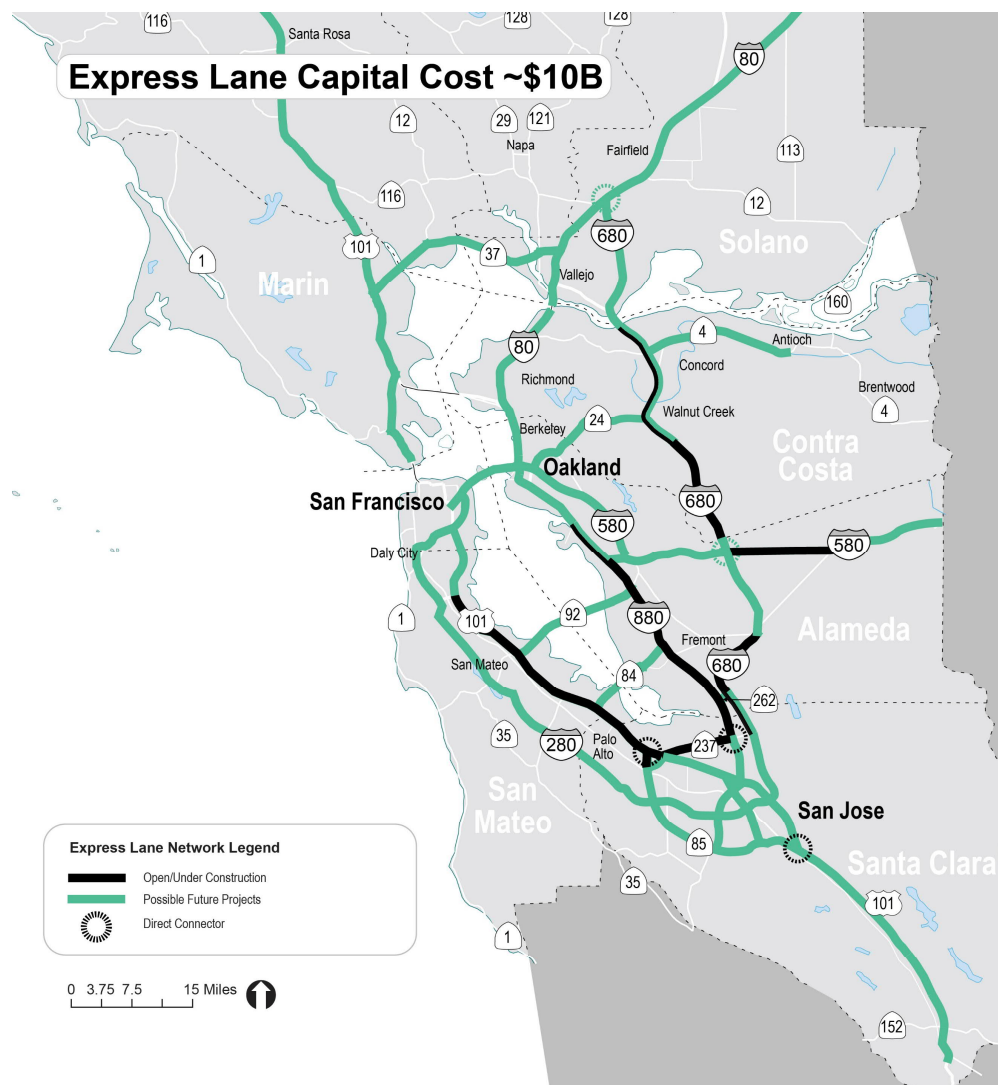 116
128
128
Santa Rosa
80
Express Lane Capital Cost ~$10B
12
29
121
Napa
Fairfield
113
116
12
101
37
680
Solano
1
Marin
Vallejo
160
80
4
Antioch
Concord
Richmond
Brentwood
4
Walnut Creek
24
Berkeley
Contra
Costa
Oakland
680
San Francisco
580
580
Daly City
1
101
92
880
Fremont
Alameda
San Mateo
84
680
262
35
280
Palo
Alto
237
San
Mateo
San Jose
85
Santa Clara
35
101
1
152
Express Lane Network Legend
Open/Under Construction
Possible Future Projects
Direct Connector
0 3.75 7.5 15 Miles